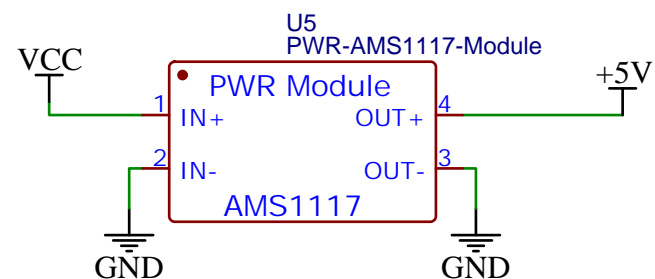 U5
PWR-AMS1117-Module
VCC
+5V
PWR Module
1
IN+
OUT+
4
2
IN-
OUT-
3
AMS1117
GND
GND